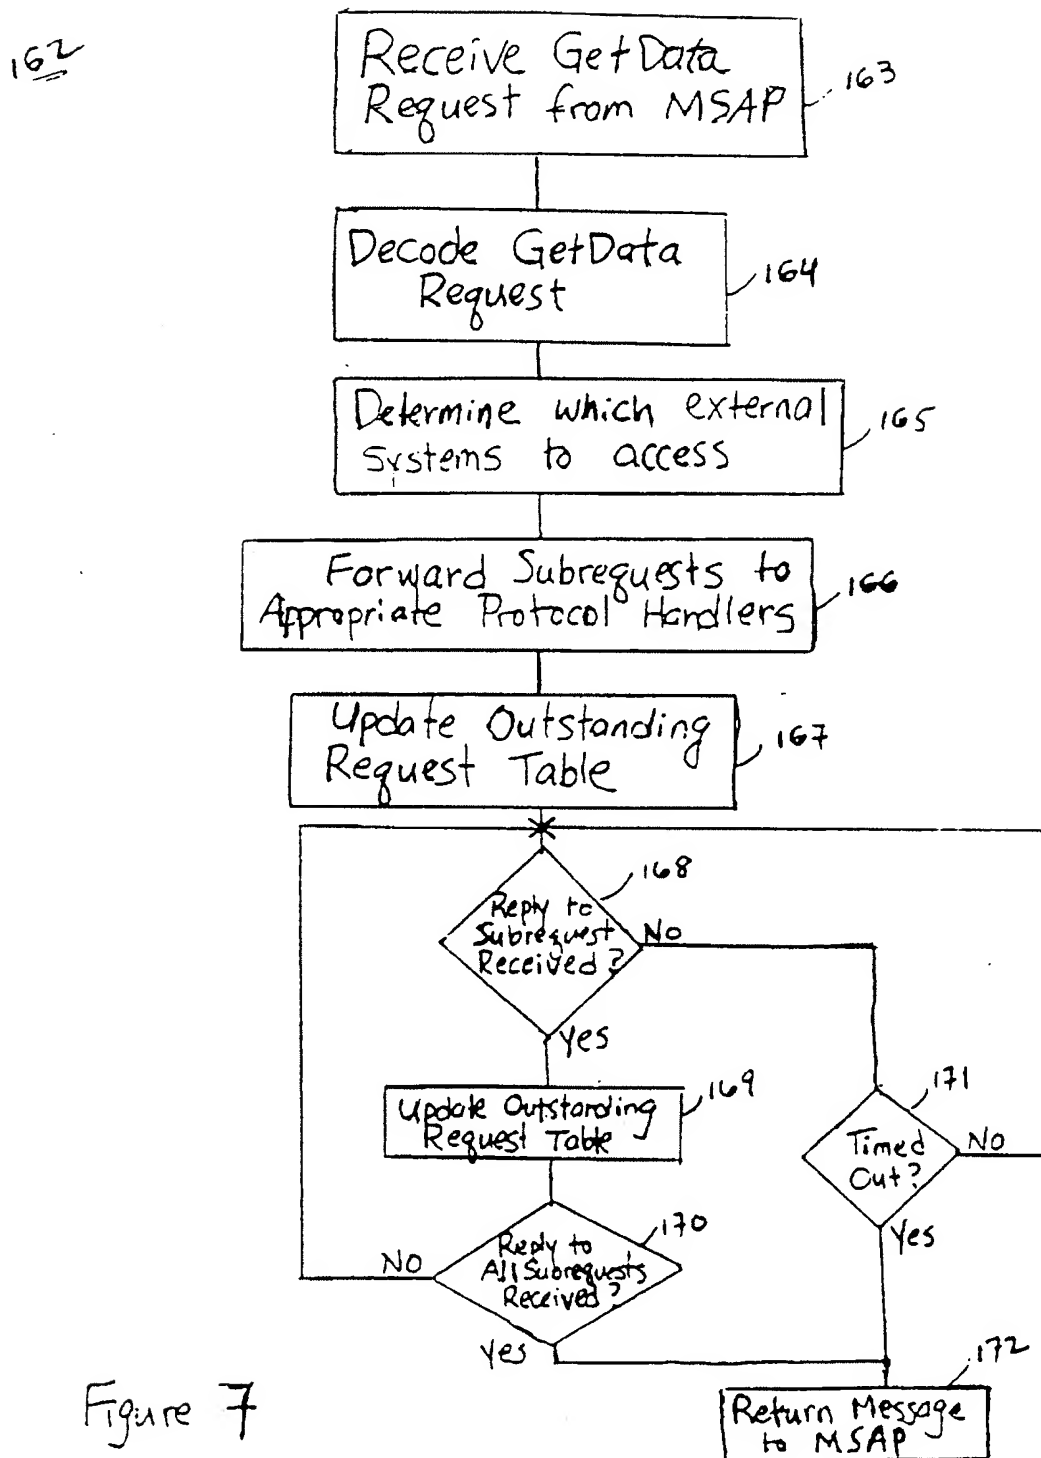 162
Receive GetData
Request from MSAP
163
Decode GetData
Request
164
Determine which external
systems to access
165
Forward Subrequests to
Appropriate Protocol Handlers
166
Update Outstanding
Request Table
167
168
Reply to
Subrequest
Received?
NO
Yes
169
Update Outstanding
Request Table
171
Timed
Out?
NO
Yes
170
Reply to
All Subrequests
Received?
NO
Yes
172
Return Message
to MSAP
Figure 7